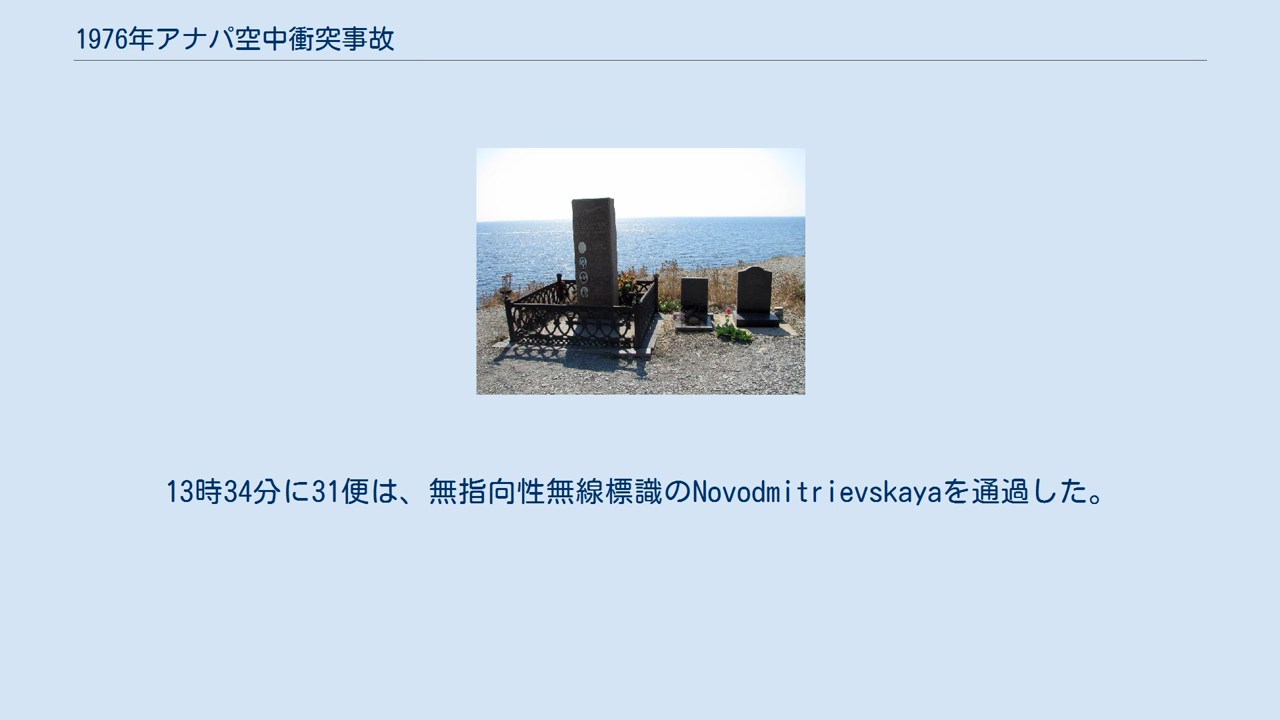 1976年アナパ空中衝突事故
13時34分に31便は、無指向性無線標識のNovodmitrievskayaを通過した。